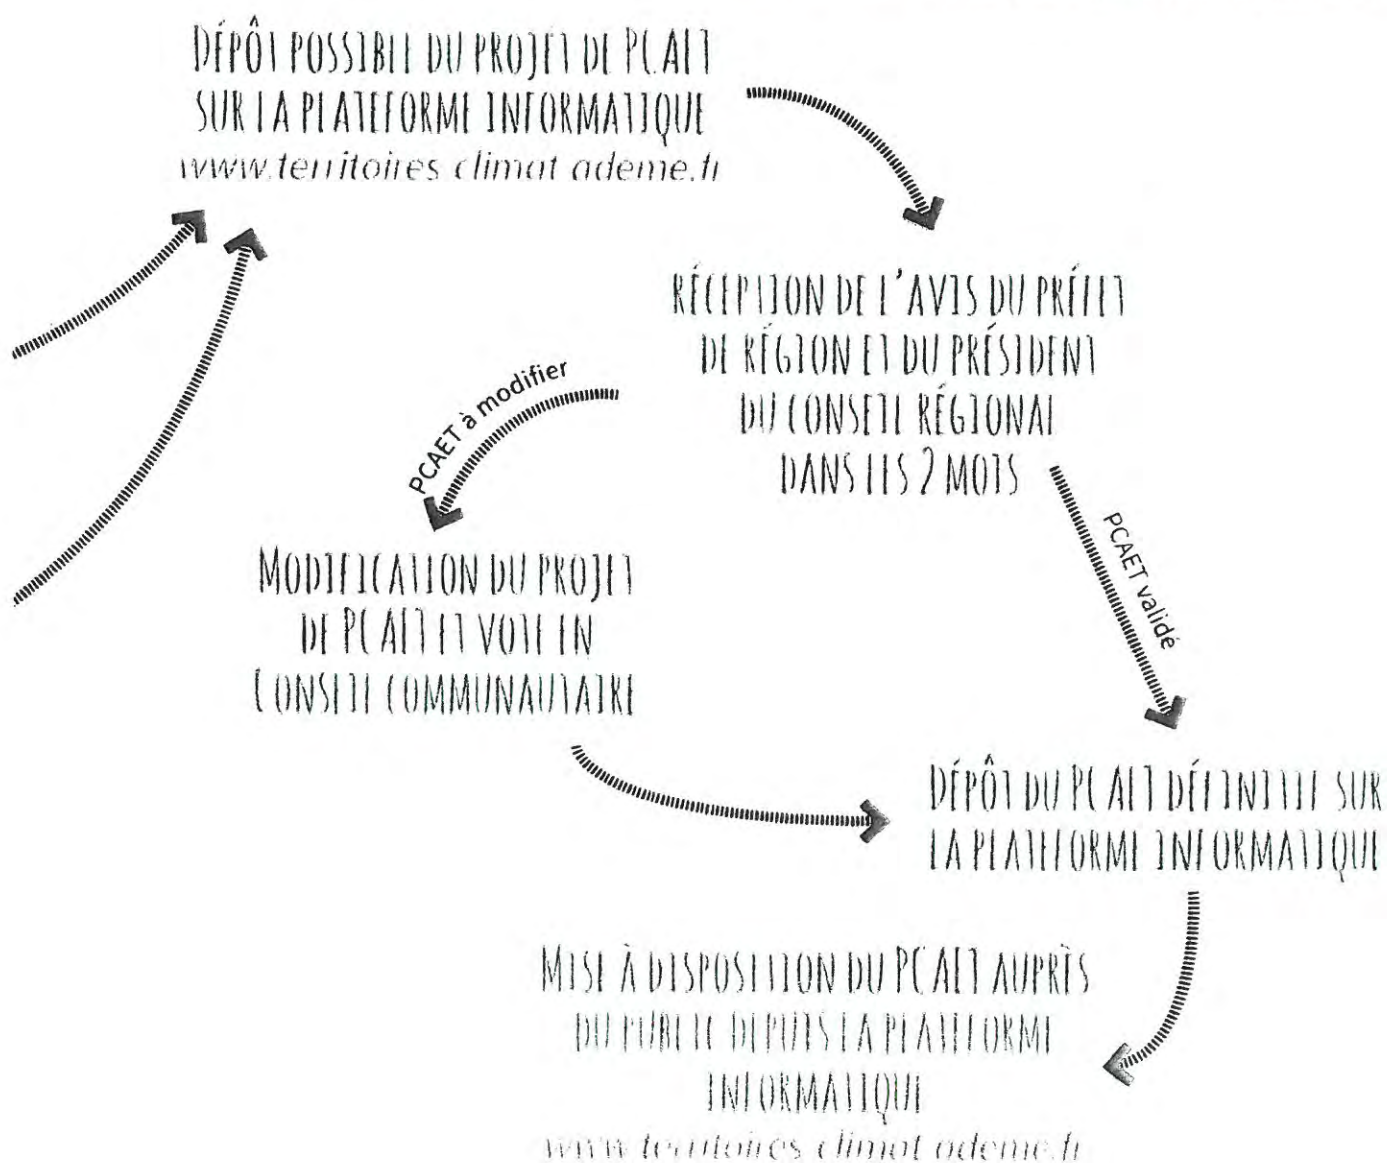 DÉPÔT POSSIBLE DU PROJET DE PCAET
SUR LA PLATEFORME INFORMATIQUE
www.territoires-climat.ademe.fr
RÉCEPTION DE L'AVIS DU PRÉFET
DE RÉGION ET DU PRÉSIDENT
DU CONSEIL RÉGIONAL
DANS LES 2 MOIS
PCAET à modifier
PCAET validé
MODIFICATION DU PROJET
DE PCAET ET VOTE EN
CONSEIL COMMUNAUTAIRE
DÉPÔT DU PCAET DÉFINITIF SUR
LA PLATEFORME INFORMATIQUE
MISE À DISPOSITION DU PCAET AUPRÈS
DU PUBLIC DEPUIS LA PLATEFORME
INFORMATIQUE
www.territoires-climat.ademe.fr